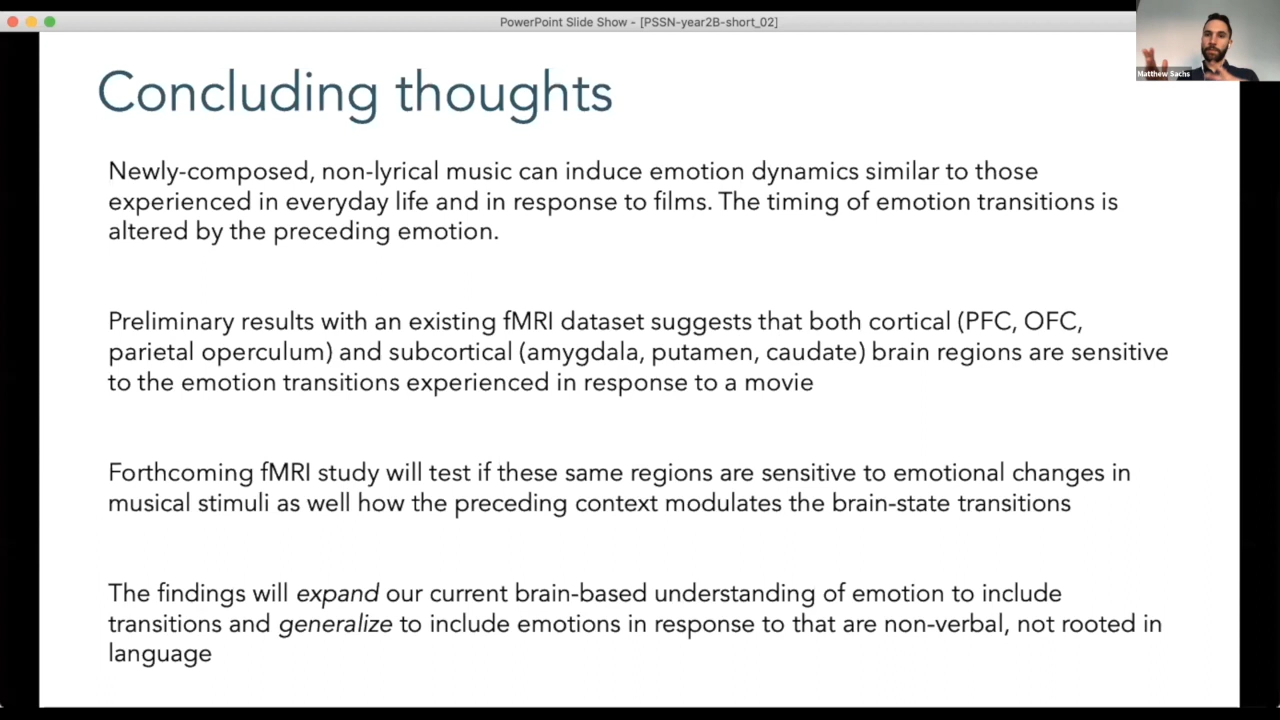 PowerPoint Slide Show - [PSSN-year2B-short_02]
Matthew Sachs
Concluding thoughts
Newly-composed, non-lyrical music can induce emotion dynamics similar to those
experienced in everyday life and in response to films. The timing of emotion transitions is
altered by the preceding emotion.
Preliminary results with an existing fMRI dataset suggests that both cortical (PFC, OFC,
parietal operculum) and subcortical (amygdala, putamen, caudate) brain regions are sensitive
to the emotion transitions experienced in response to a movie
Forthcoming fMRI study will test if these same regions are sensitive to emotional changes in
musical stimuli as well how the preceding context modulates the brain-state transitions
The findings will expand our current brain-based understanding of emotion to include
transitions and generalize to include emotions in response to that are non-verbal, not rooted in
language